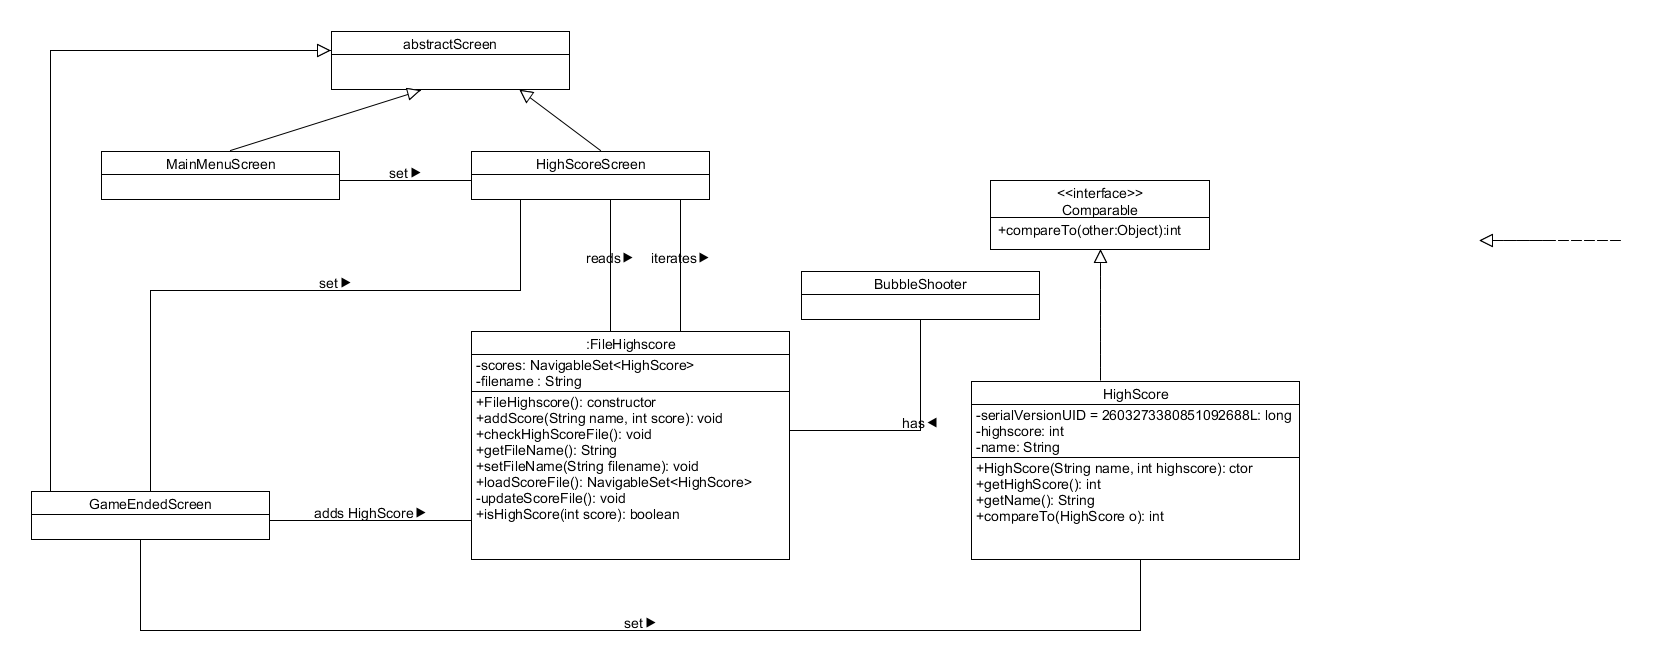 abstractScreen
MainMenuScreen
set ▶
HighScoreScreen
<<interface>>
Comparable
+compareTo(other:Object):int
reads ▶
iterates ▶
set ▶
BubbleShooter
:FileHighscore
-scores: NavigableSet<HighScore>
-filename : String
+FileHighscore(): constructor
+addScore(String name, int score): void
+checkHighScoreFile(): void
+getFileName(): String
+setFileName(String filename): void
+loadScoreFile(): NavigableSet<HighScore>
-updateScoreFile(): void
+isHighScore(int score): boolean
has ◀
HighScore
-serialVersionUID = 2603273380851092688L: long
-highscore: int
-name: String
+HighScore(String name, int highscore): ctor
+getHighScore(): int
+getName(): String
+compareTo(HighScore o): int
GameEndedScreen
adds HighScore ▶
set ▶